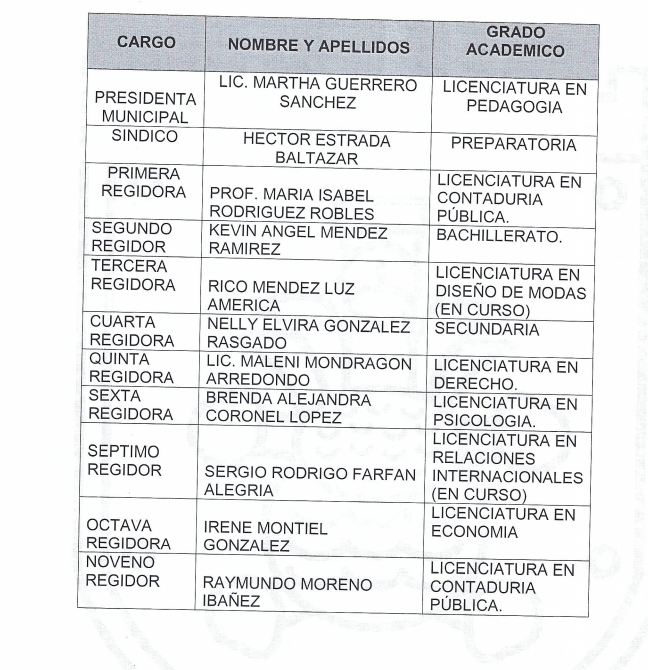 CARGO
NOMBRE Y APELLIDOS
GRADO
ACADEMICO
PRESIDENTA
MUNICIPAL
LIC. MARTHA GUERRERO
SANCHEZ
LICENCIATURA EN
PEDAGOGIA
SINDICO
HECTOR ESTRADA
BALTAZAR
PREPARATORIA
PRIMERA
REGIDORA
PROF. MARIA ISABEL
RODRIGUEZ ROBLES
LICENCIATURA EN
CONTADURIA
PÚBLICA.
SEGUNDO
REGIDOR
KEVIN ANGEL MENDEZ
RAMIREZ
BACHILLERATO.
TERCERA
REGIDORA
RICO MENDEZ LUZ
AMERICA
LICENCIATURA EN
DISEÑO DE MODAS
(EN CURSO)
CUARTA
REGIDORA
NELLY ELVIRA GONZALEZ
RASGADO
SECUNDARIA
QUINTA
REGIDORA
LIC. MALENI MONDRAGON
ARREDONDO
LICENCIATURA EN
DERECHO.
SEXTA
REGIDORA
BRENDA ALEJANDRA
CORONEL LOPEZ
LICENCIATURA EN
PSICOLOGIA.
SEPTIMO
REGIDOR
SERGIO RODRIGO FARFAN
ALEGRIA
LICENCIATURA EN
RELACIONES
INTERNACIONALES
(EN CURSO)
OCTAVA
REGIDORA
IRENE MONTIEL
GONZALEZ
LICENCIATURA EN
ECONOMIA
NOVENO
REGIDOR
RAYMUNDO MORENO
IBAÑEZ
LICENCIATURA EN
CONTADURIA
PÚBLICA.